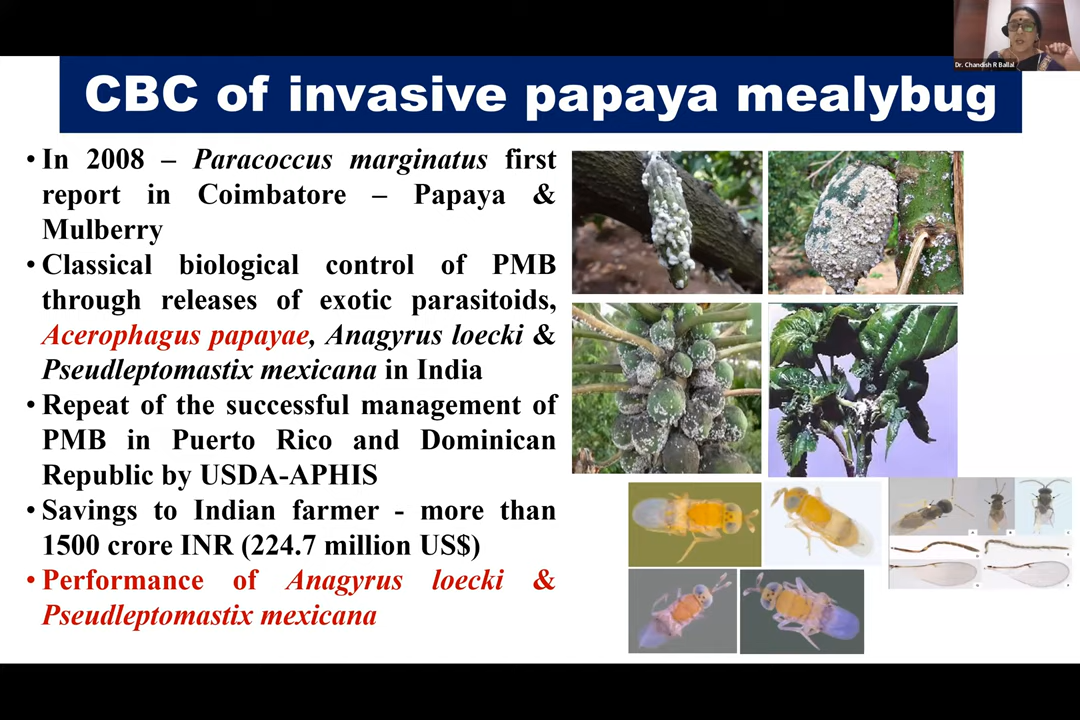 Dr. Chandish R Ballal
CBC of invasive papaya mealybug
• In 2008 – Paracoccus marginatus first
report in Coimbatore – Papaya &
Mulberry
• Classical biological control of PMB
through releases of exotic parasitoids,
Acerophagus papayae, Anagyrus loecki &
Pseudleptomastix mexicana in India
• Repeat of the successful management of
PMB in Puerto Rico and Dominican
Republic by USDA-APHIS
• Savings to Indian farmer - more than
1500 crore INR (224.7 million US$)
• Performance of Anagyrus loecki &
Pseudleptomastix mexicana